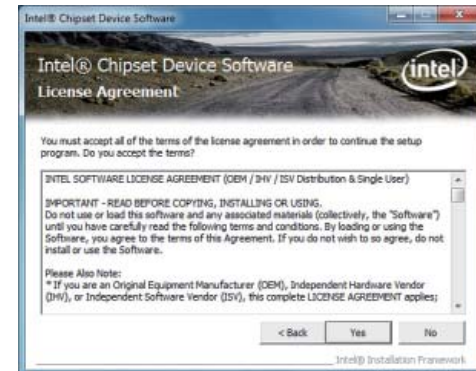 Intel® Chipset Device Software
Intel® Chipset Device Software
License Agreement
intel
You must accept all of the terms of the license agreement in order to continue the setup
program. Do you accept the terms?
INTEL SOFTWARE LICENSE AGREEMENT (OEM / IHV / ISV Distribution & Single User)
IMPORTANT - READ BEFORE COPYING, INSTALLING OR USING.
Do not use or load this software and any associated materials (collectively, the "Software")
until you have carefully read the following terms and conditions. By loading or using the
Software, you agree to the terms of this Agreement. If you do not wish to so agree, do not
install or use the Software.
Please Also Note:
* If you are an Original Equipment Manufacturer (OEM), Independent Hardware Vendor
(IHV), or Independent Software Vendor (ISV), this complete LICENSE AGREEMENT applies;
< Back Yes No
Intel® Installation Framework